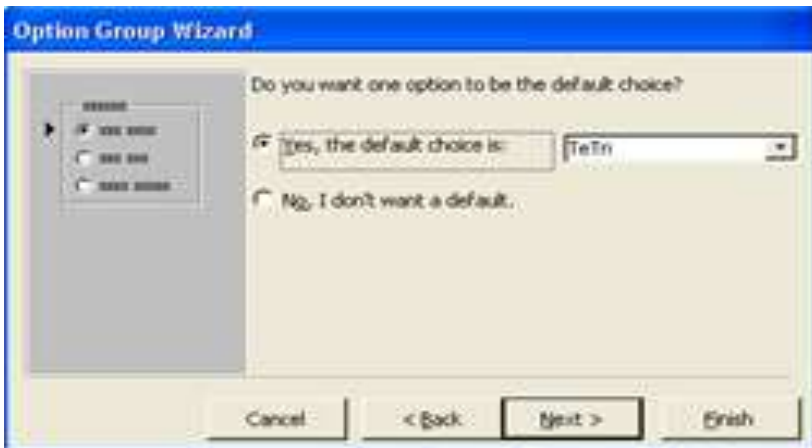 Option Group Wizard
Do you want one option to be the default choice?
Yes, the default choice is:
TeTri
No, I don't want a default.
Cancel
< Back
Next >
Finish